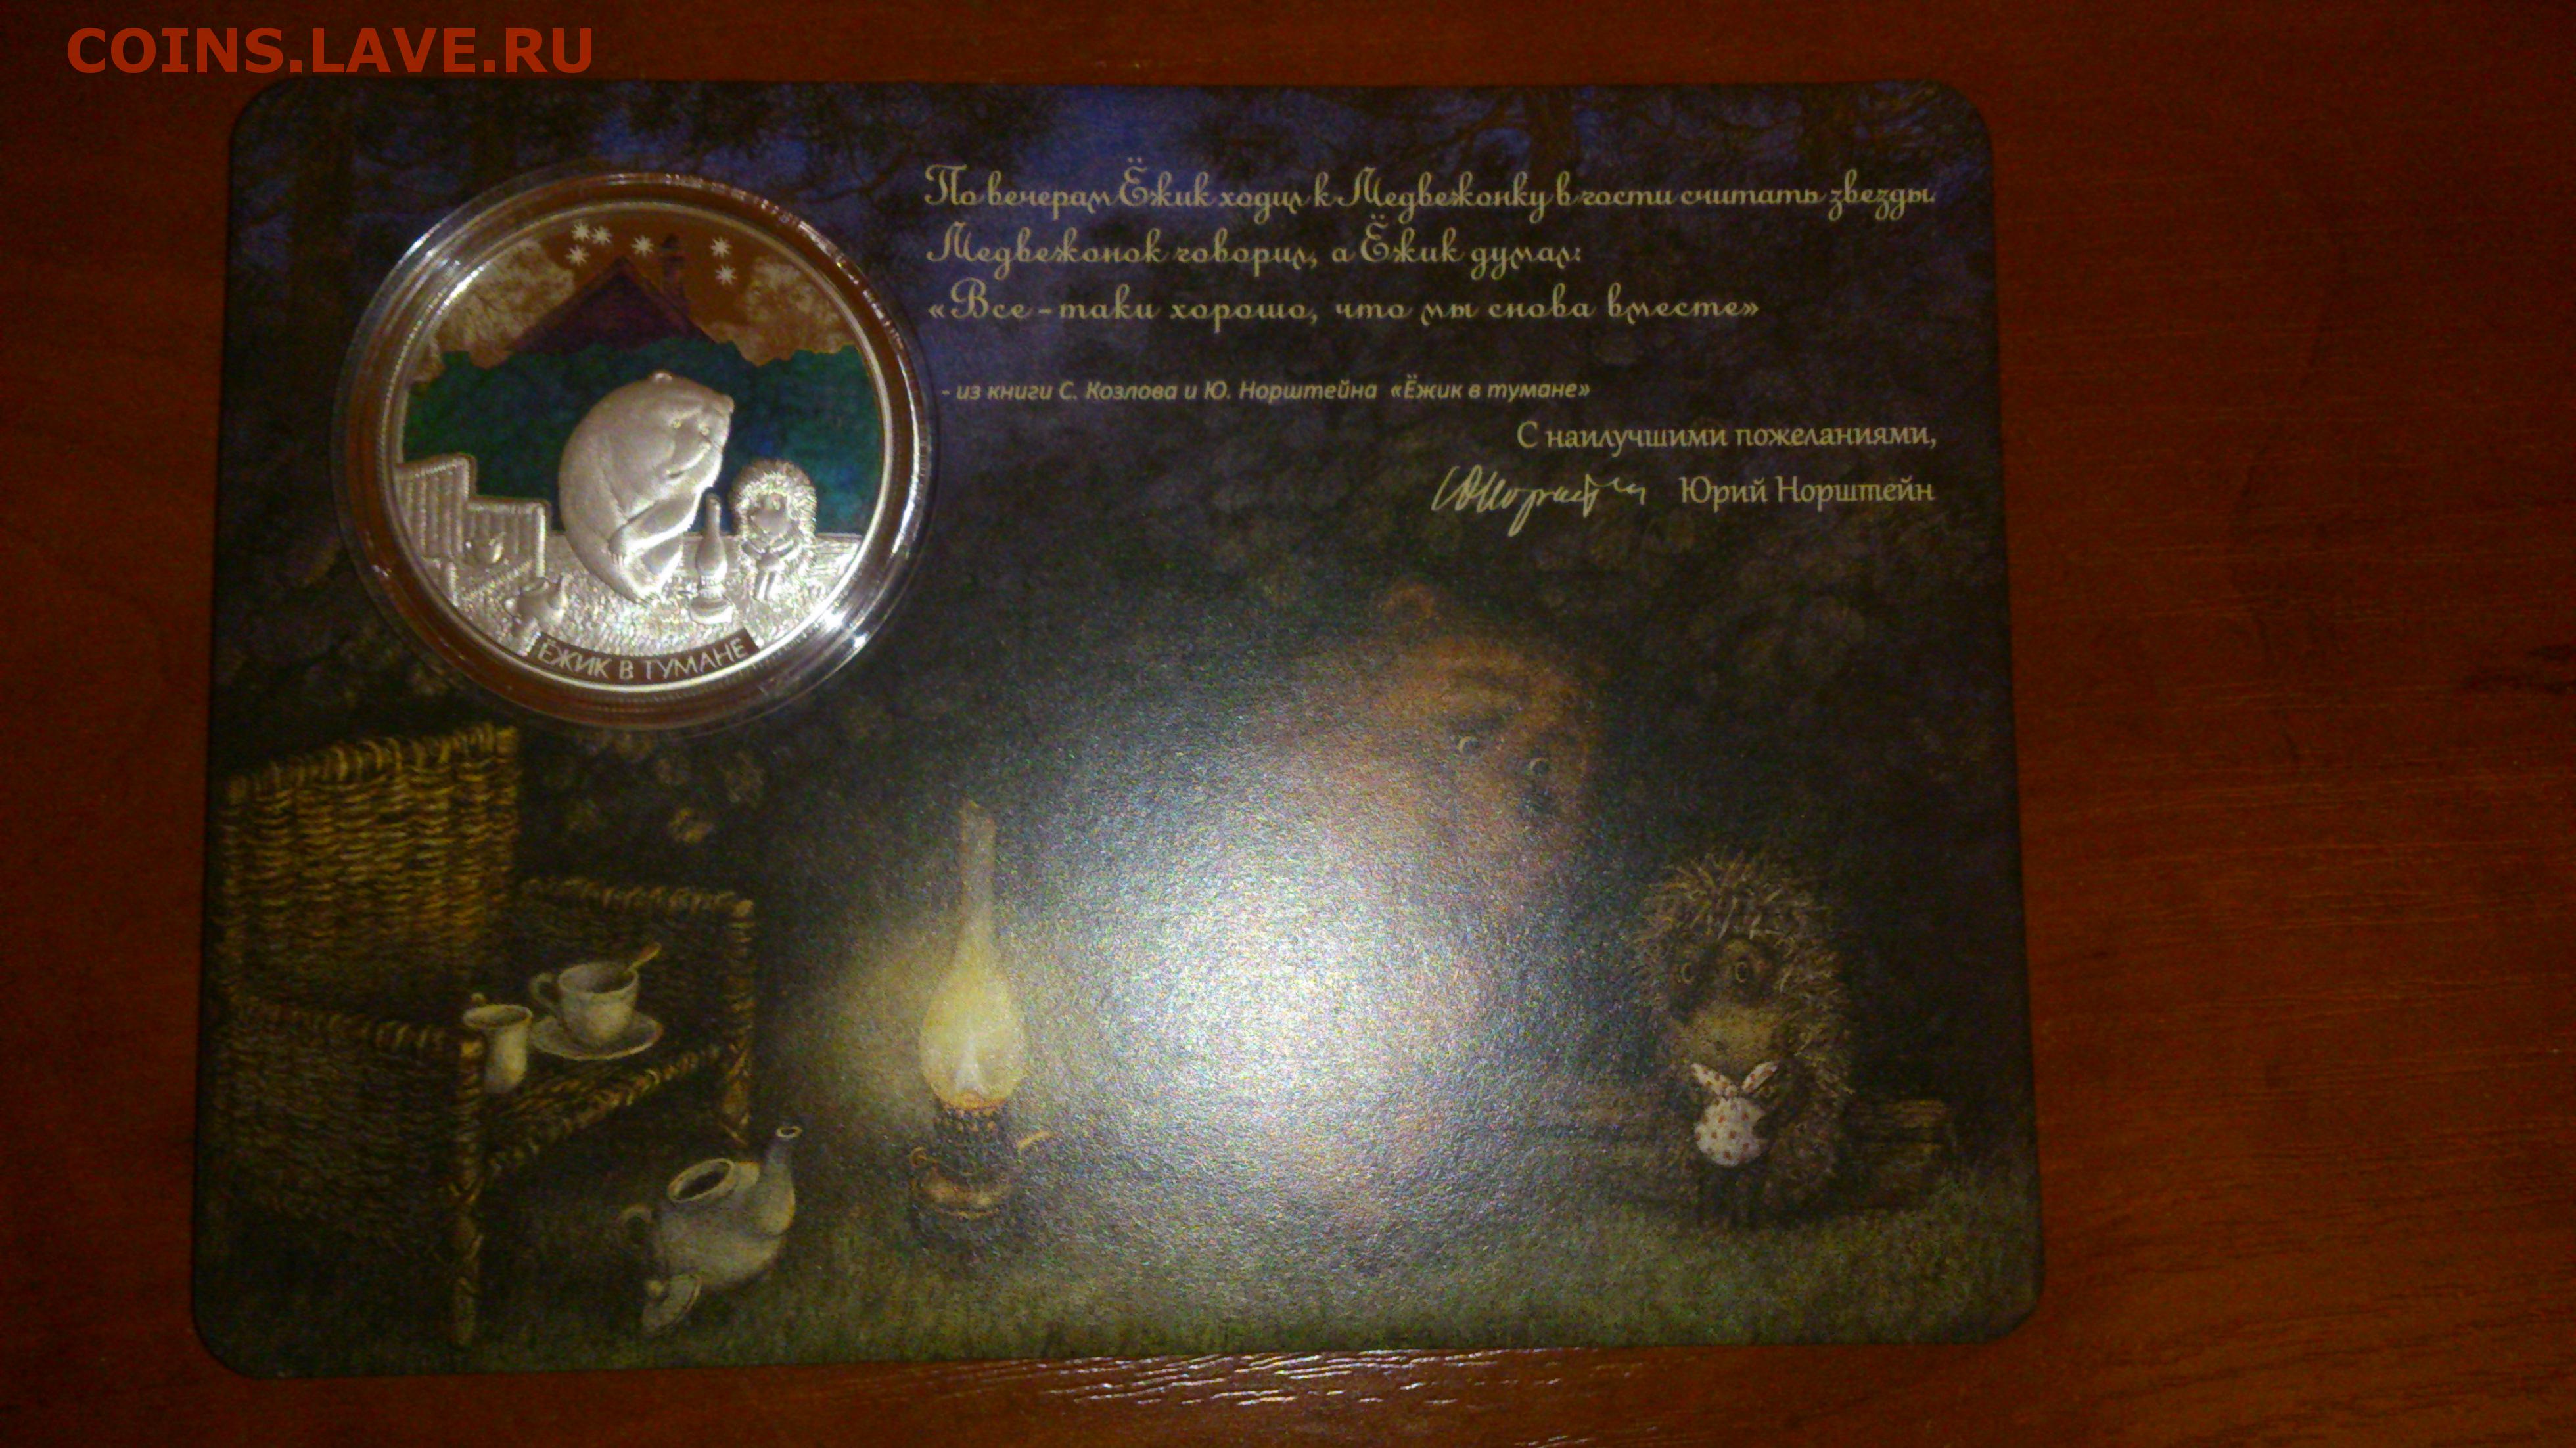 COINS.LAVE.RU
По вечерам Ёжик ходил к Медвежонку в гости считать звезды.
Медвежонок говорил, а Ёжик думал:
«Все - таки хорошо, что мы снова вместе»
- из книги С. Козлова и Ю. Норштейна «Ёжик в тумане»
С наилучшими пожеланиями,
Юрий Норштейн
ЁЖИК В ТУМАНЕ